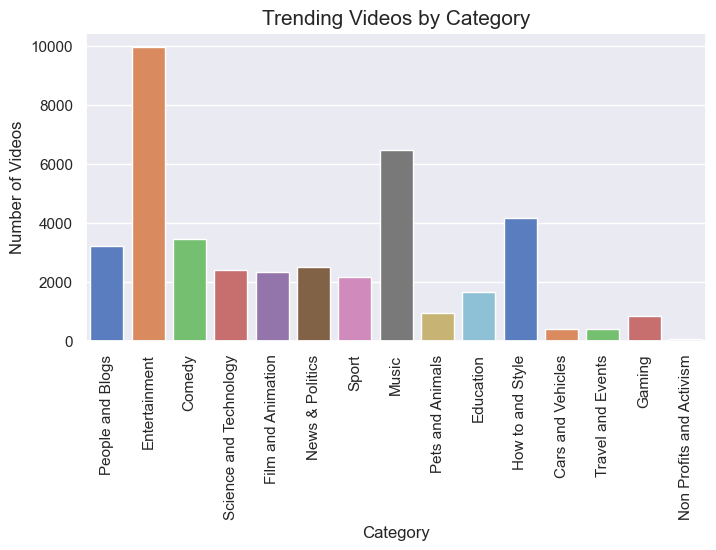 Trending Videos by Category
Number of Videos
10000
8000
6000
4000
2000
0
People and Blogs
Entertainment
Comedy
Science and Technology
Film and Animation
News & Politics
Sport
Music
Pets and Animals
Education
How to and Style
Cars and Vehicles
Travel and Events
Gaming
Non Profits and Activism
Category